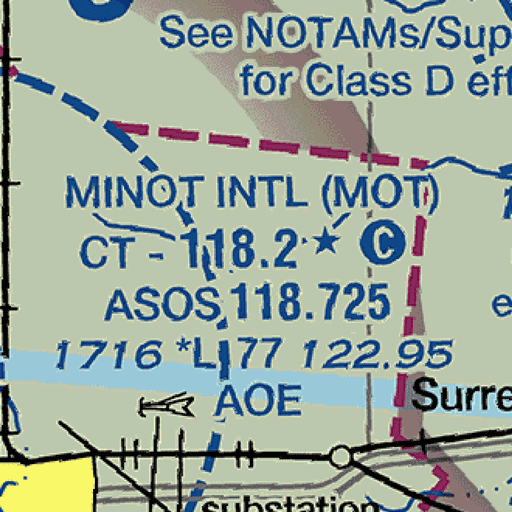 See NOTAMs/Sup
for Class D eff
MINOT INTL (MOT)
CT - 118.2 ★ C
ASOS 118.725
1716 *L 77 122.95
AOE
Surre
substation